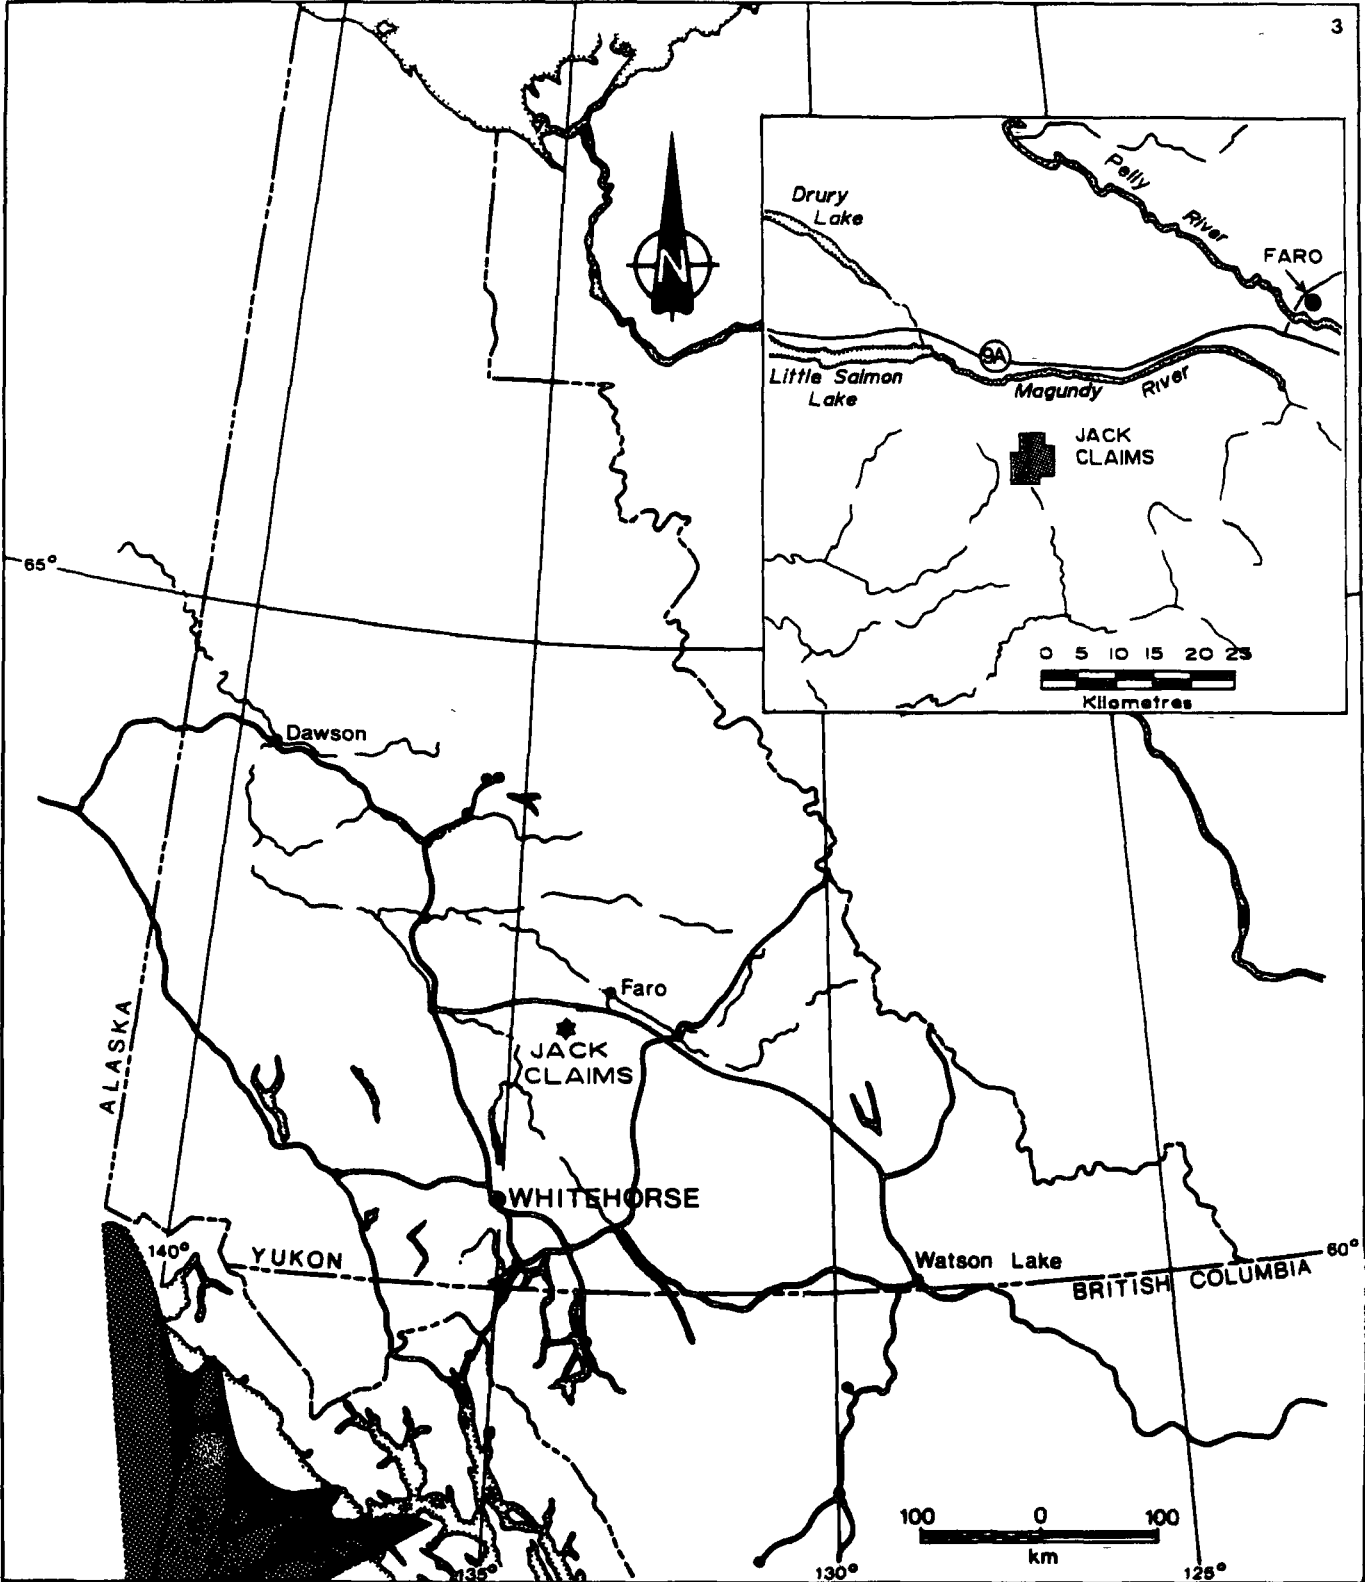 3
N
Drury
Lake
Pelly
River
FARO
9A
Little Salmon
Lake
Magundy
River
JACK
CLAIMS
0 5 10 15 20 25
Kilometres
65°
Dawson
Faro
JACK
CLAIMS
ALASKA
WHITEHORSE
140°
YUKON
Watson Lake
60°
BRITISH COLUMBIA
100 0 100
km
135°
130°
125°